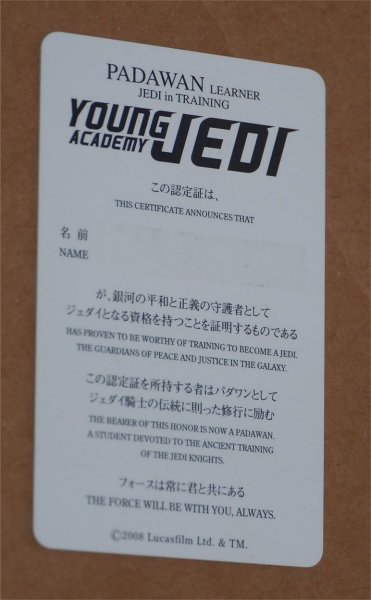 PADAWAN LEARNER
JEDI in TRAINING
YOUNG JEDI
ACADEMY
この認定証は、
THIS CERTIFICATE ANNOUNCES THAT
名 前
NAME
が、銀河の平和と正義の守護者として
ジェダイとなる資格を持つことを証明するものである
HAS PROVEN TO BE WORTHY OF TRAINING TO BECOME A JEDI.
THE GUARDIANS OF PEACE AND JUSTICE IN THE GALAXY.
この認定証を所持する者はパダワンとして
ジェダイ騎士の伝統に則った修行に励む
THE BEARER OF THIS HONOR IS NOW A PADAWAN.
A STUDENT DEVOTED TO THE ANCIENT TRAINING
OF THE JEDI KNIGHTS.
フォースは常に君と共にある
THE FORCE WILL BE WITH YOU, ALWAYS.
©2008 Lucasfilm Ltd. & TM.